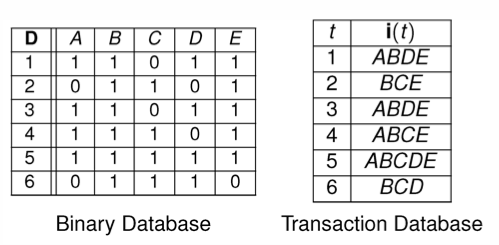 D A B C D E
1 1 1 0 1 1
2 0 1 1 0 1
3 1 1 0 1 1
4 1 1 1 0 1
5 1 1 1 1 1
6 0 1 1 1 0
Binary Database
t i(t)
1 ABDE
2 BCE
3 ABDE
4 ABCE
5 ABCDE
6 BCD
Transaction Database